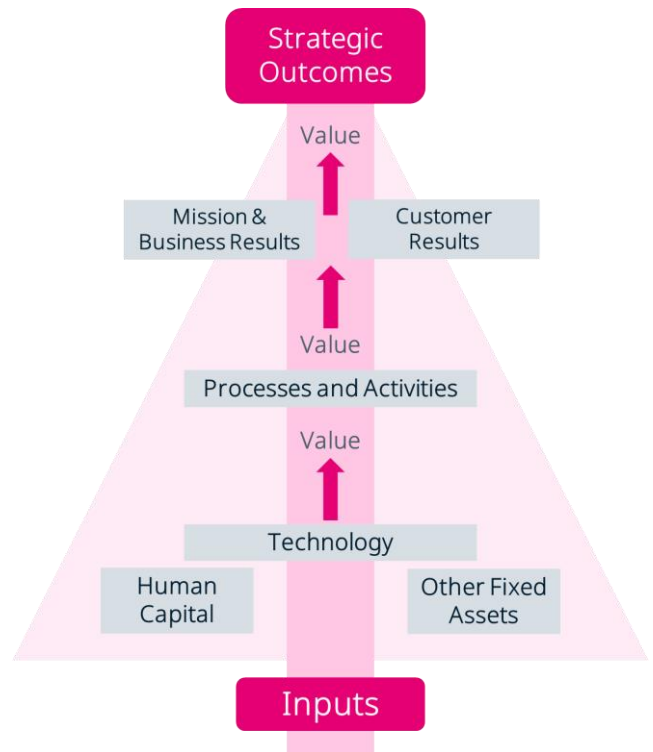 Strategic
Outcomes
Value
Mission &
Business Results
Customer
Results
Value
Processes and Activities
Value
Technology
Human
Capital
Other Fixed
Assets
Inputs